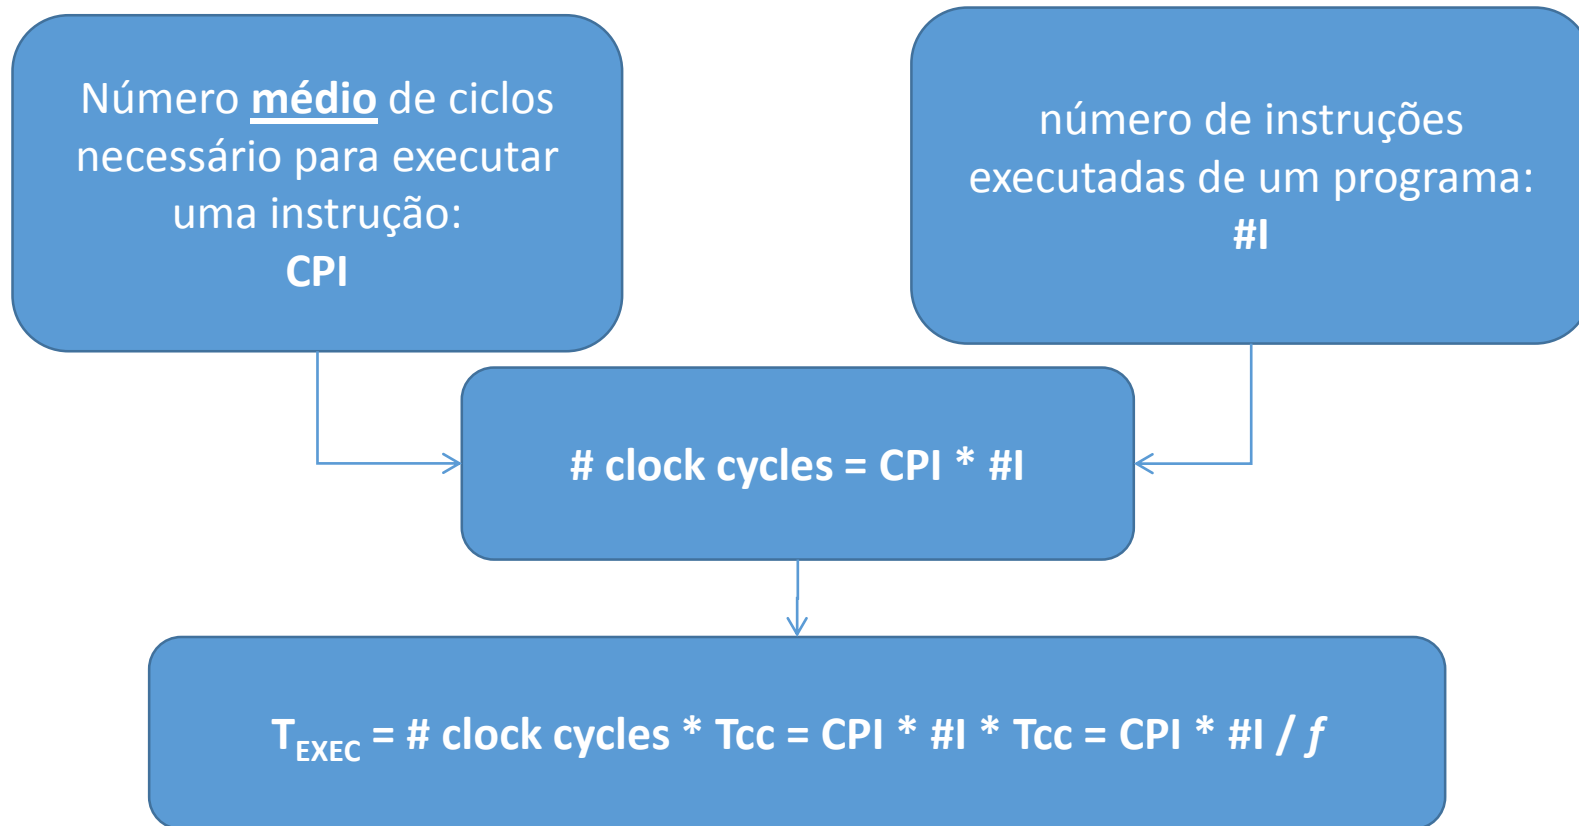 Número médio de ciclos
necessário para executar
uma instrução:
CPI
número de instruções
executadas de um programa:
#I
# clock cycles = CPI * #I
T_EXEC = # clock cycles * Tcc = CPI * #I * Tcc = CPI * #I / f